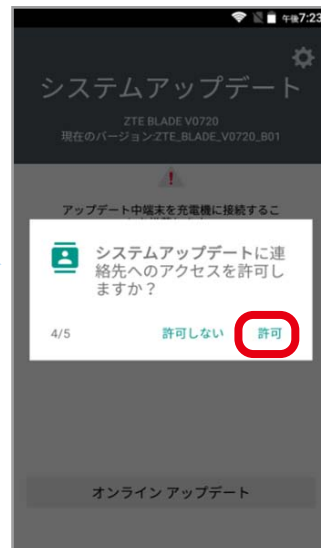 午後7:23
システムアップデート
ZTE BLADE V0720
現在のバージョン:ZTE_BLADE_V0720_B01
アップデート中端末を充電機に接続するこ
システムアップデートに連
絡先へのアクセスを許可し
ますか？
4/5 許可しない 許可
オンライン アップデート